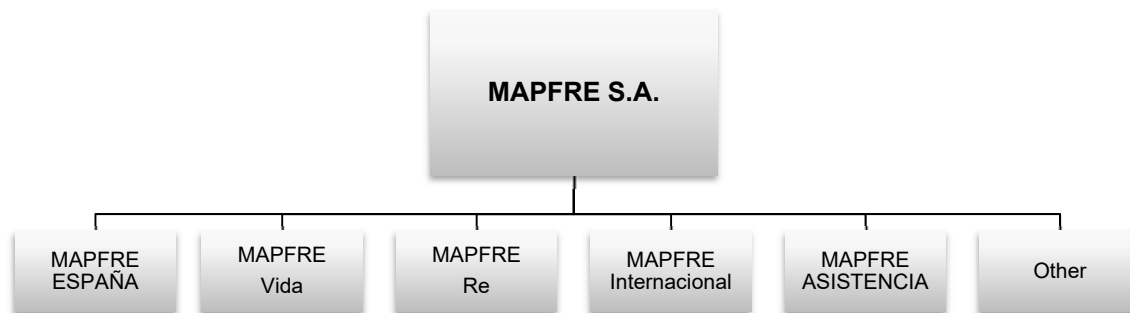 MAPFRE S.A.
MAPFRE
ESPAÑA
MAPFRE
Vida
MAPFRE
Re
MAPFRE
Internacional
MAPFRE
ASISTENCIA
Other